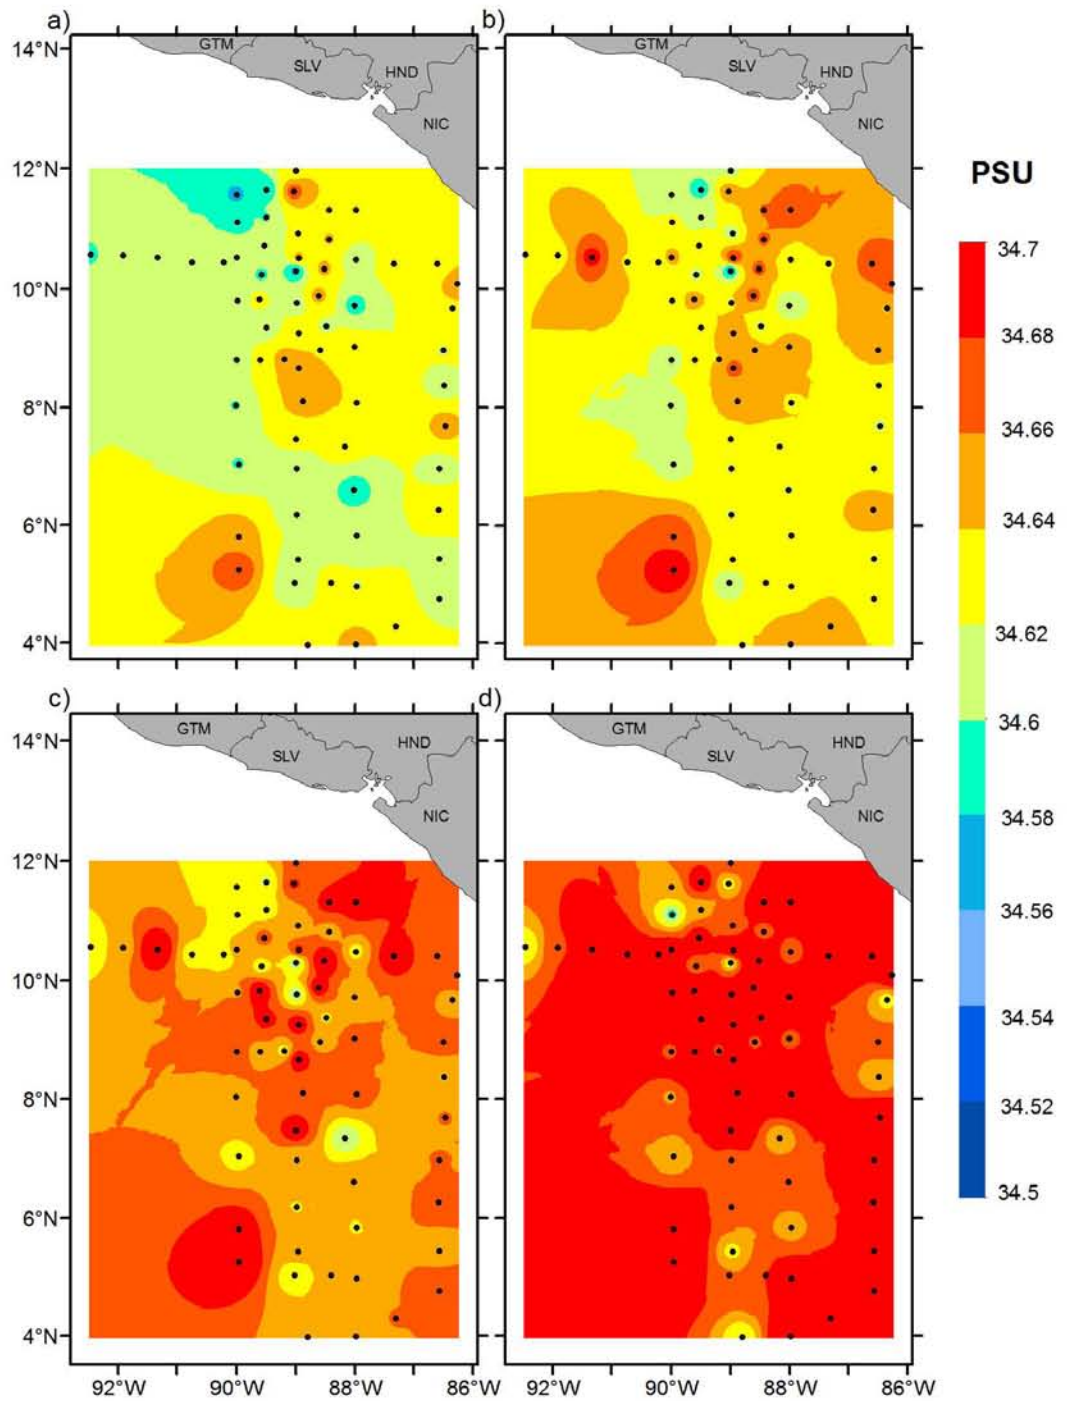 a)
b)
14°N
GTM
SLV
HND
NIC
GTM
SLV
HND
NIC
12°N
10°N
8°N
6°N
4°N
PSU
34.7
34.68
34.66
34.64
34.62
34.6
34.58
34.56
34.54
34.52
34.5
c)
d)
14°N
GTM
SLV
HND
NIC
GTM
SLV
HND
NIC
12°N
10°N
8°N
6°N
4°N
92°W 90°W 88°W 86°W
92°W 90°W 88°W 86°W